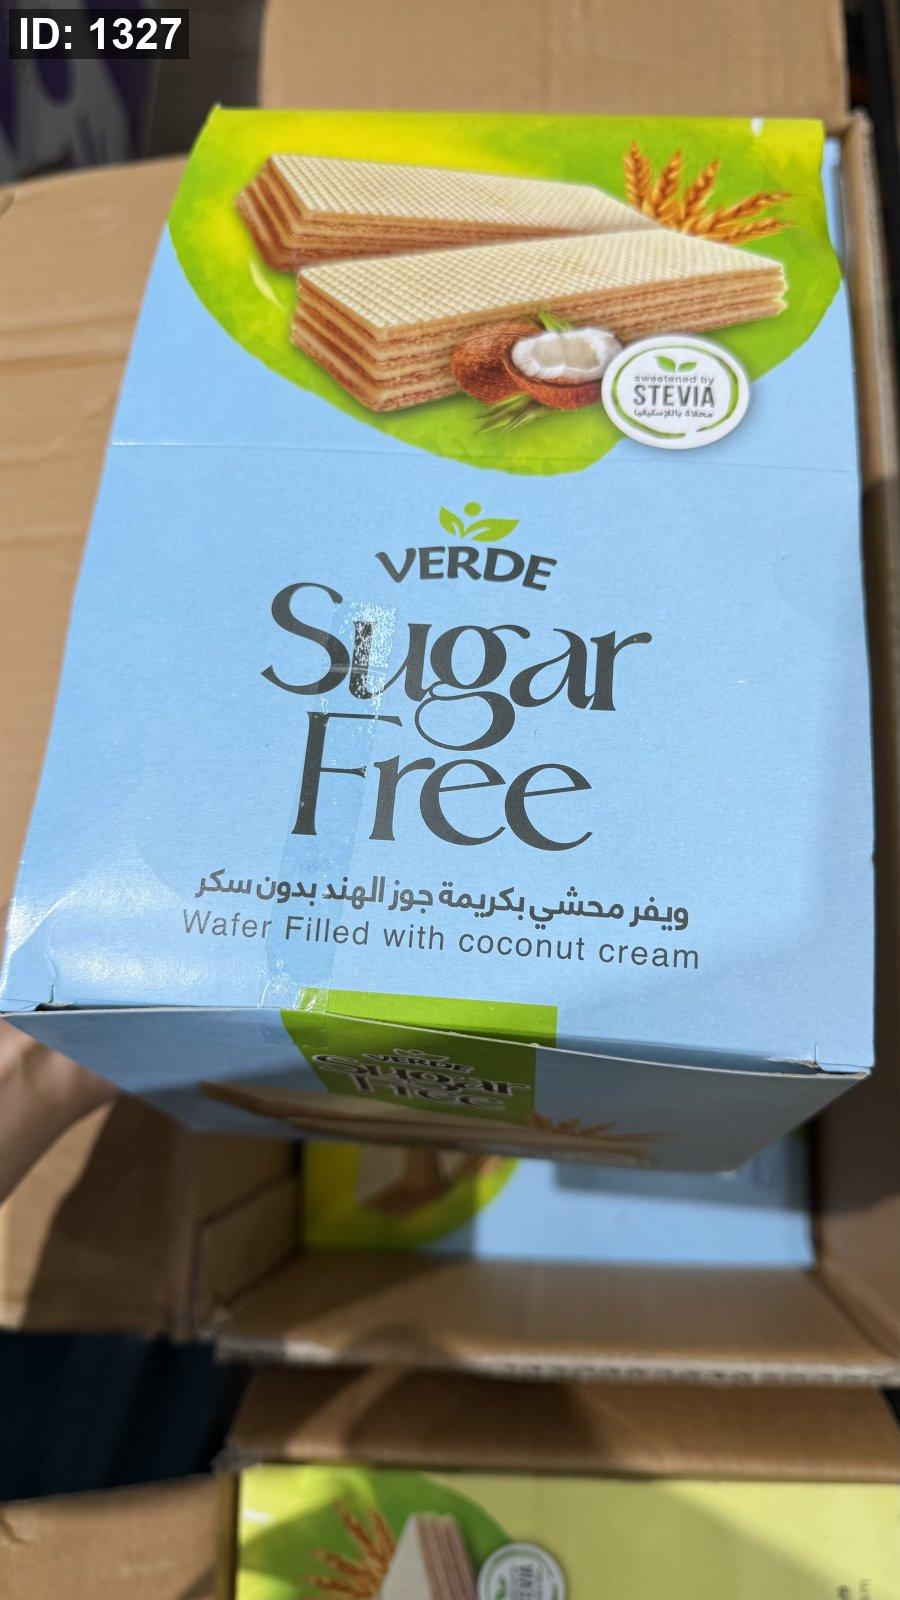 ID: 1327
sweetened by
STEVIA
محلاة بالإستيفيا
VERDE
Sugar
Free
ويفر محشي بكريمة جوز الهند بدون سكر
Wafer Filled with coconut cream
VERDE
Sugar
Free